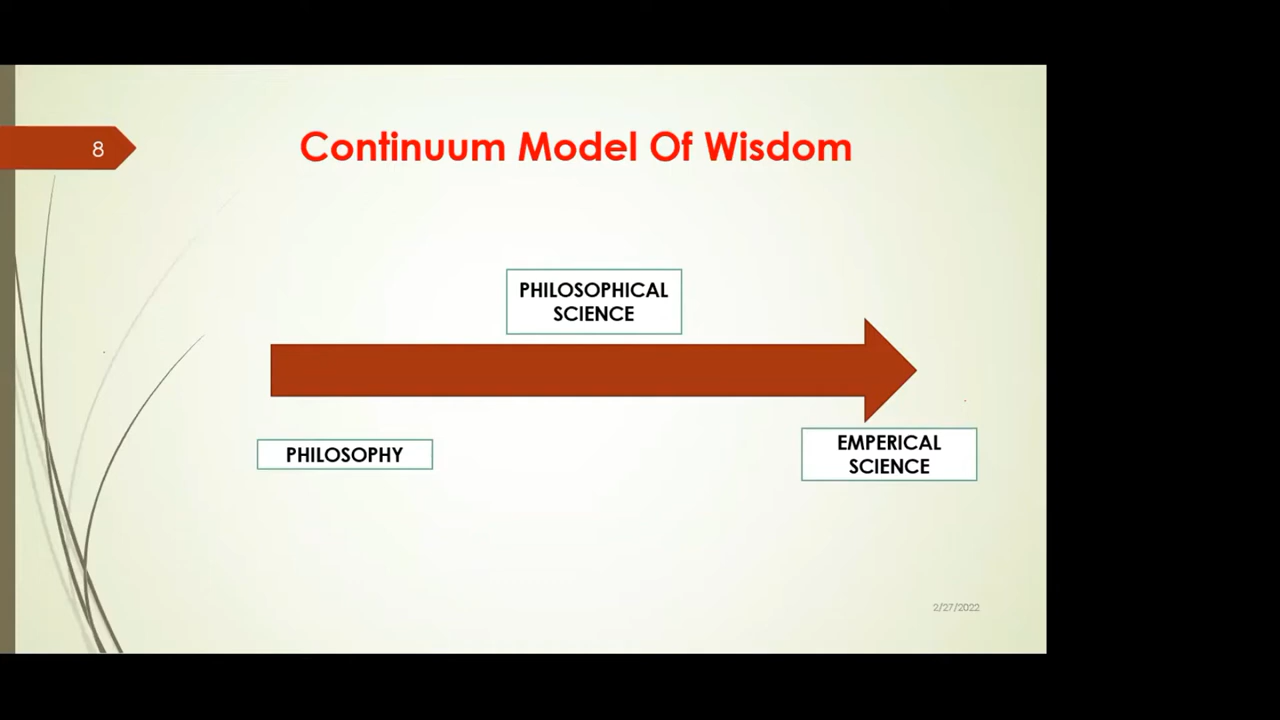 8
Continuum Model Of Wisdom
PHILOSOPHICAL
SCIENCE
PHILOSOPHY
EMPERICAL
SCIENCE
2/27/2022